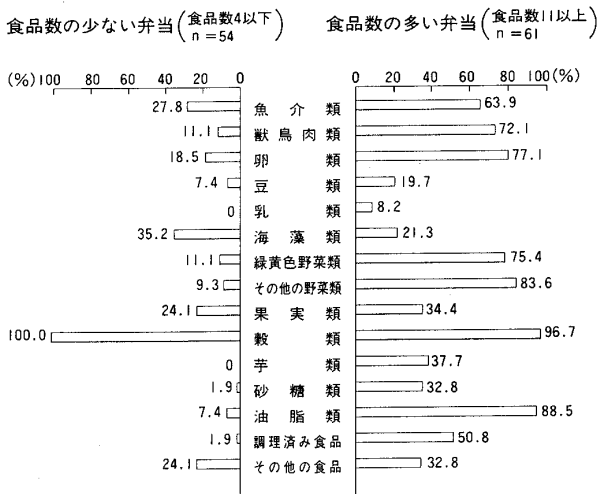 食品数の少ない弁当(食品数4以下 n=54)
食品数の多い弁当(食品数11以上 n=61)
(%)100 80 60 40 20 0
0 20 40 60 80 100(%)
27.8 魚介類 63.9
11.1 獣鳥肉類 72.1
18.5 卵類 77.1
7.4 豆類 19.7
0 乳類 8.2
35.2 海藻類 21.3
11.1 緑黄色野菜類 75.4
9.3 その他の野菜類 83.6
24.1 果実類 34.4
100.0 穀類 96.7
0 芋類 37.7
1.9 砂糖類 32.8
7.4 油脂類 88.5
1.9 調理済み食品 50.8
24.1 その他の食品 32.8